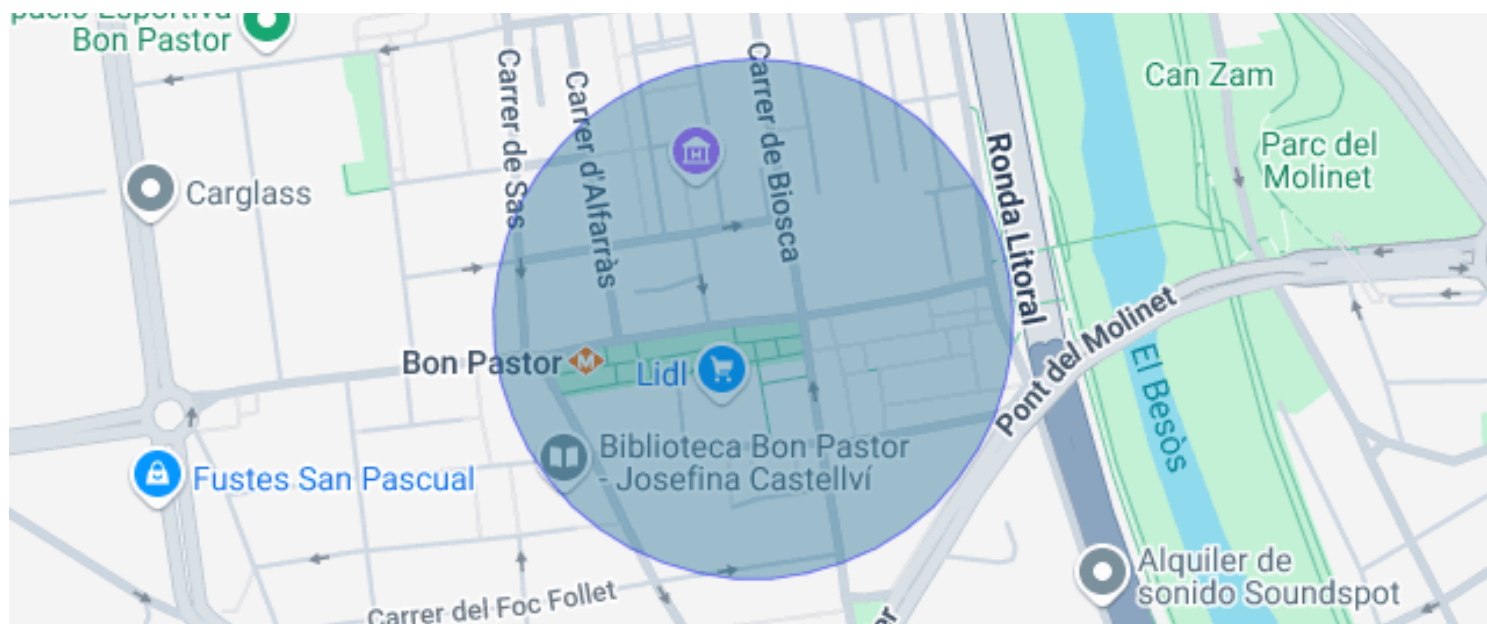 Bon Pastor
Can Zam
Parc del
Molinet
Carrer de Sas
Carrer d'Alfarràs
Carrer de Biosca
Ronda Litoral
Carglass
Bon Pastor
M
Lidl
Pont del Molinet
El Besòs
Fustes San Pascual
Biblioteca Bon Pastor
- Josefina Castellví
Alquiler de
sonido Soundspot
Carrer del Foc Follet